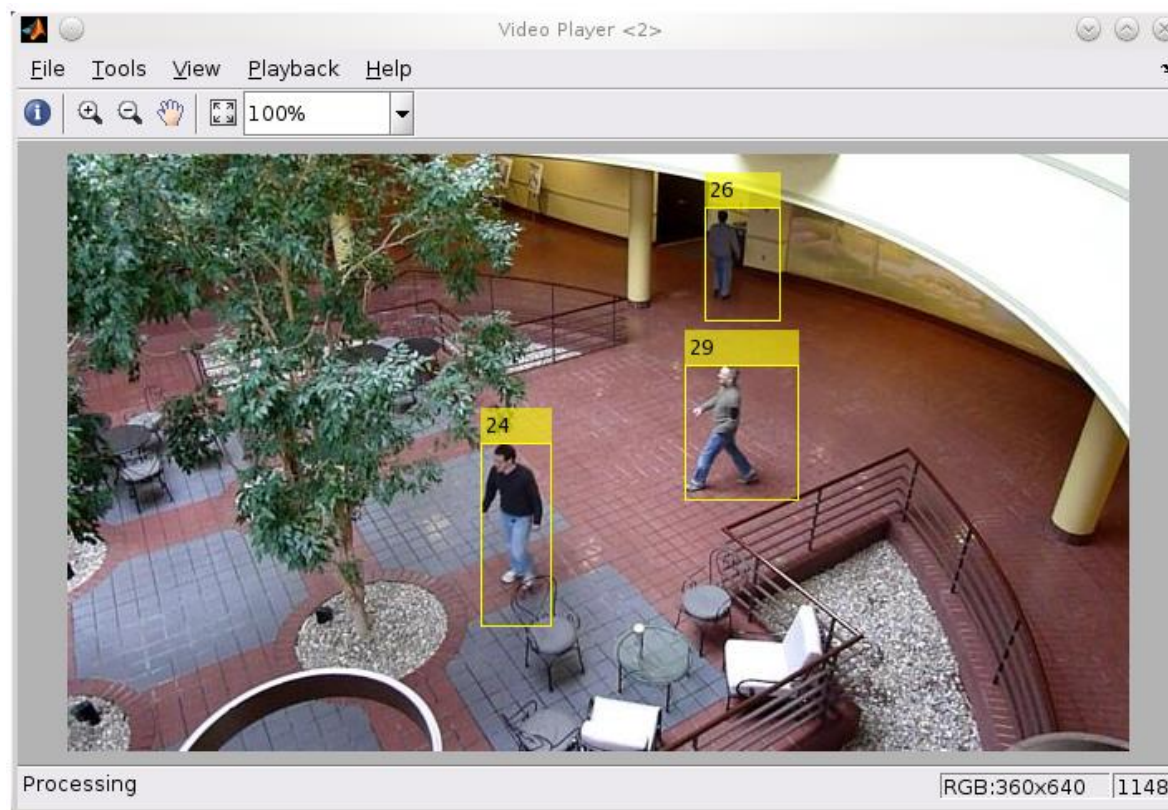 Video Player <2>
File Tools View Playback Help
100%
26
29
24
Processing
RGB:360x640 1148